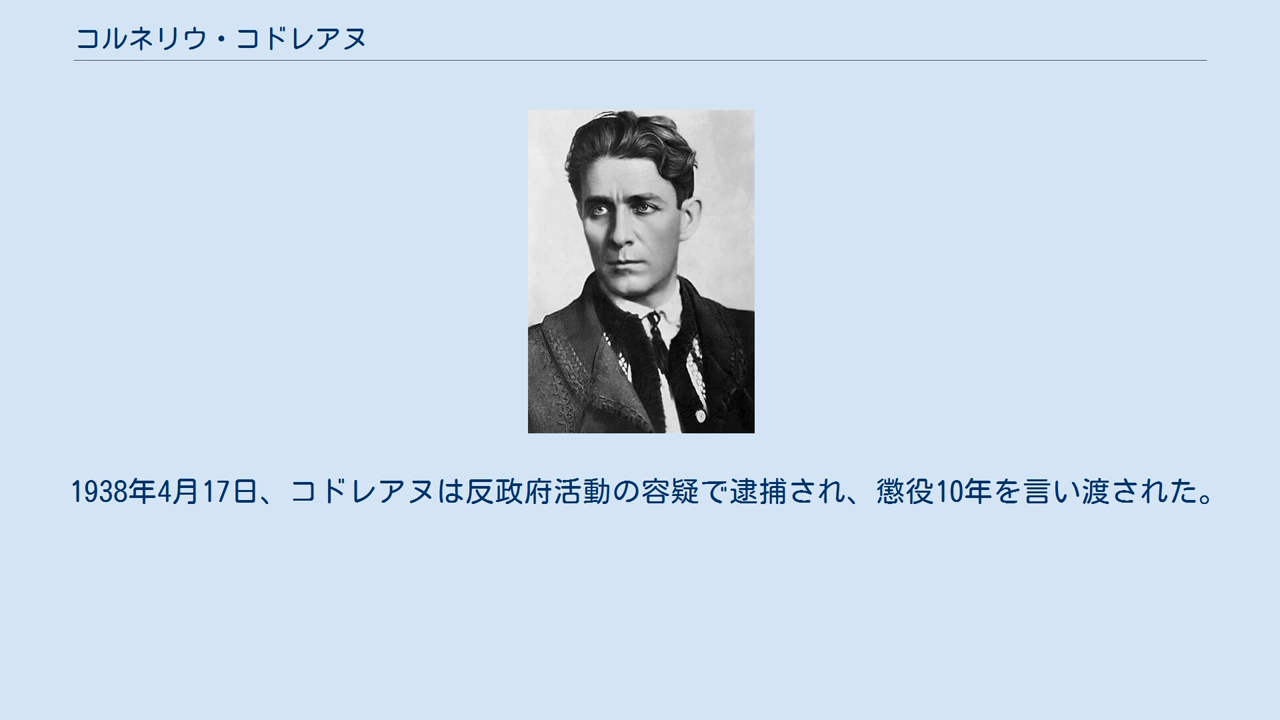 コルネリウ・コドレアヌ
1938年4月17日、コドレアヌは反政府活動の容疑で逮捕され、懲役10年を言い渡された。